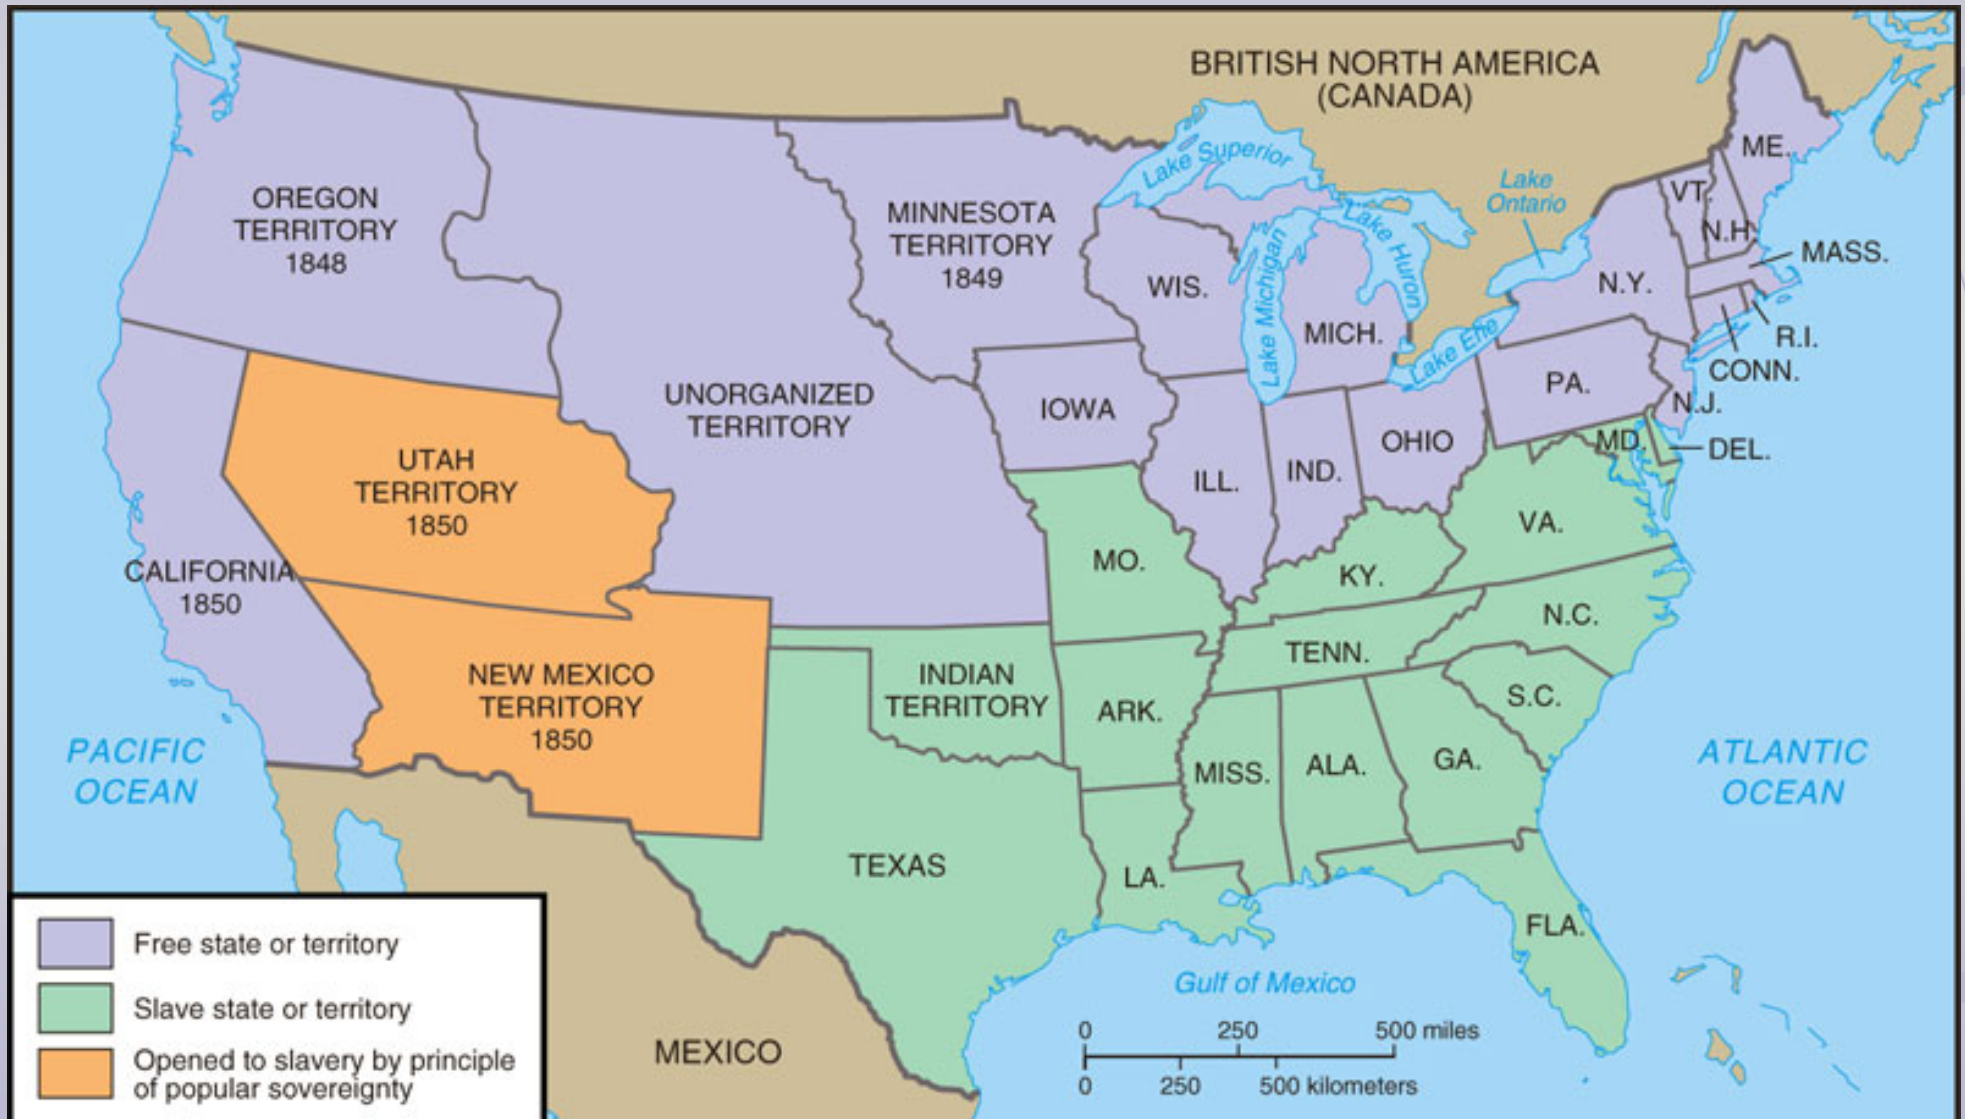 BRITISH NORTH AMERICA
(CANADA)
OREGON
TERRITORY
1848
MINNESOTA
TERRITORY
1849
Lake Superior
Lake
Ontario
Lake Huron
Lake Michigan
Lake Erie
ME.
VT.
N.H.
MASS.
N.Y.
R.I.
CONN.
WIS.
MICH.
PA.
N.J.
UNORGANIZED
TERRITORY
IOWA
OHIO
MD.
DEL.
ILL.
IND.
UTAH
TERRITORY
1850
VA.
CALIFORNIA
1850
MO.
KY.
N.C.
TENN.
NEW MEXICO
TERRITORY
1850
INDIAN
TERRITORY
ARK.
S.C.
PACIFIC
OCEAN
MISS.
ALA.
GA.
ATLANTIC
OCEAN
TEXAS
LA.
FLA.
Gulf of Mexico
MEXICO
0 250 500 miles
0 250 500 kilometers
Free state or territory
Slave state or territory
Opened to slavery by principle
of popular sovereignty